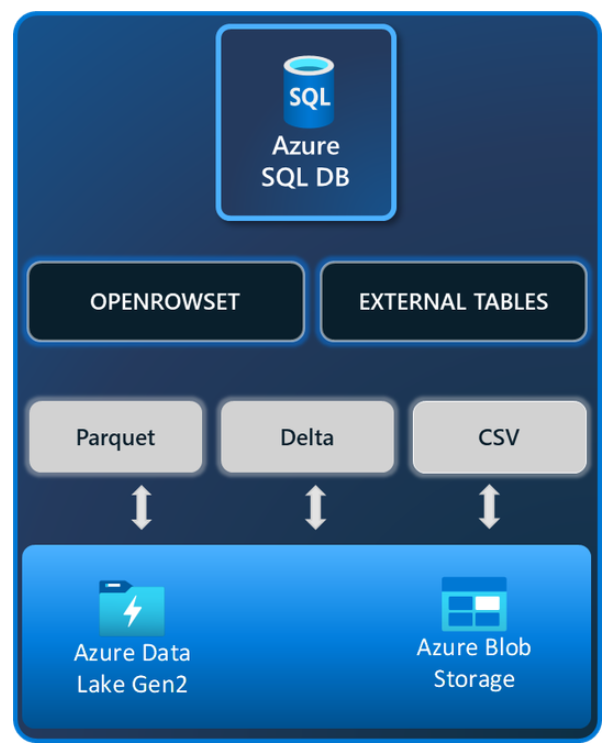 SQL
Azure
SQL DB
OPENROWSET
EXTERNAL TABLES
Parquet
Delta
CSV
Azure Data
Lake Gen2
Azure Blob
Storage